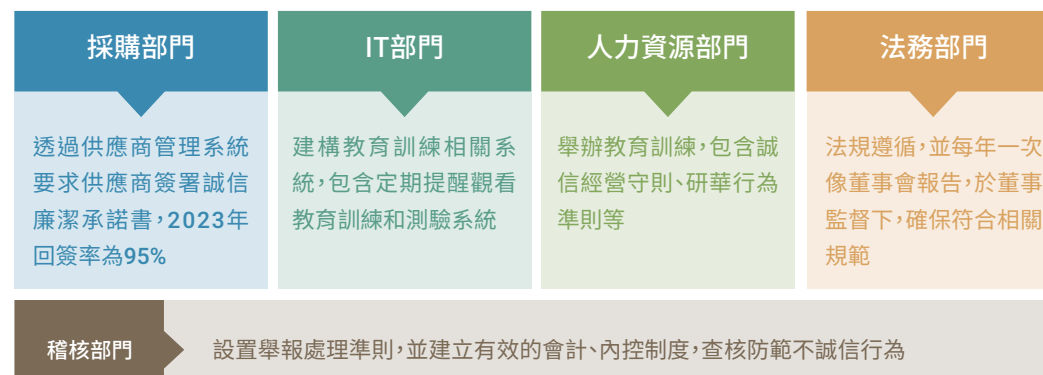 採購部門
透過供應商管理系統
要求供應商簽署誠信
廉潔承諾書,2023年
回簽率為95%
IT部門
建構教育訓練相關系
統,包含定期提醒觀看
教育訓練和測驗系統
人力資源部門
舉辦教育訓練,包含誠
信經營守則、研華行為
準則等
法務部門
法規遵循,並每年一次
像董事會報告,於董事
監督下,確保符合相關
規範
稽核部門
設置舉報處理準則,並建立有效的會計、內控制度,查核防範不誠信行為